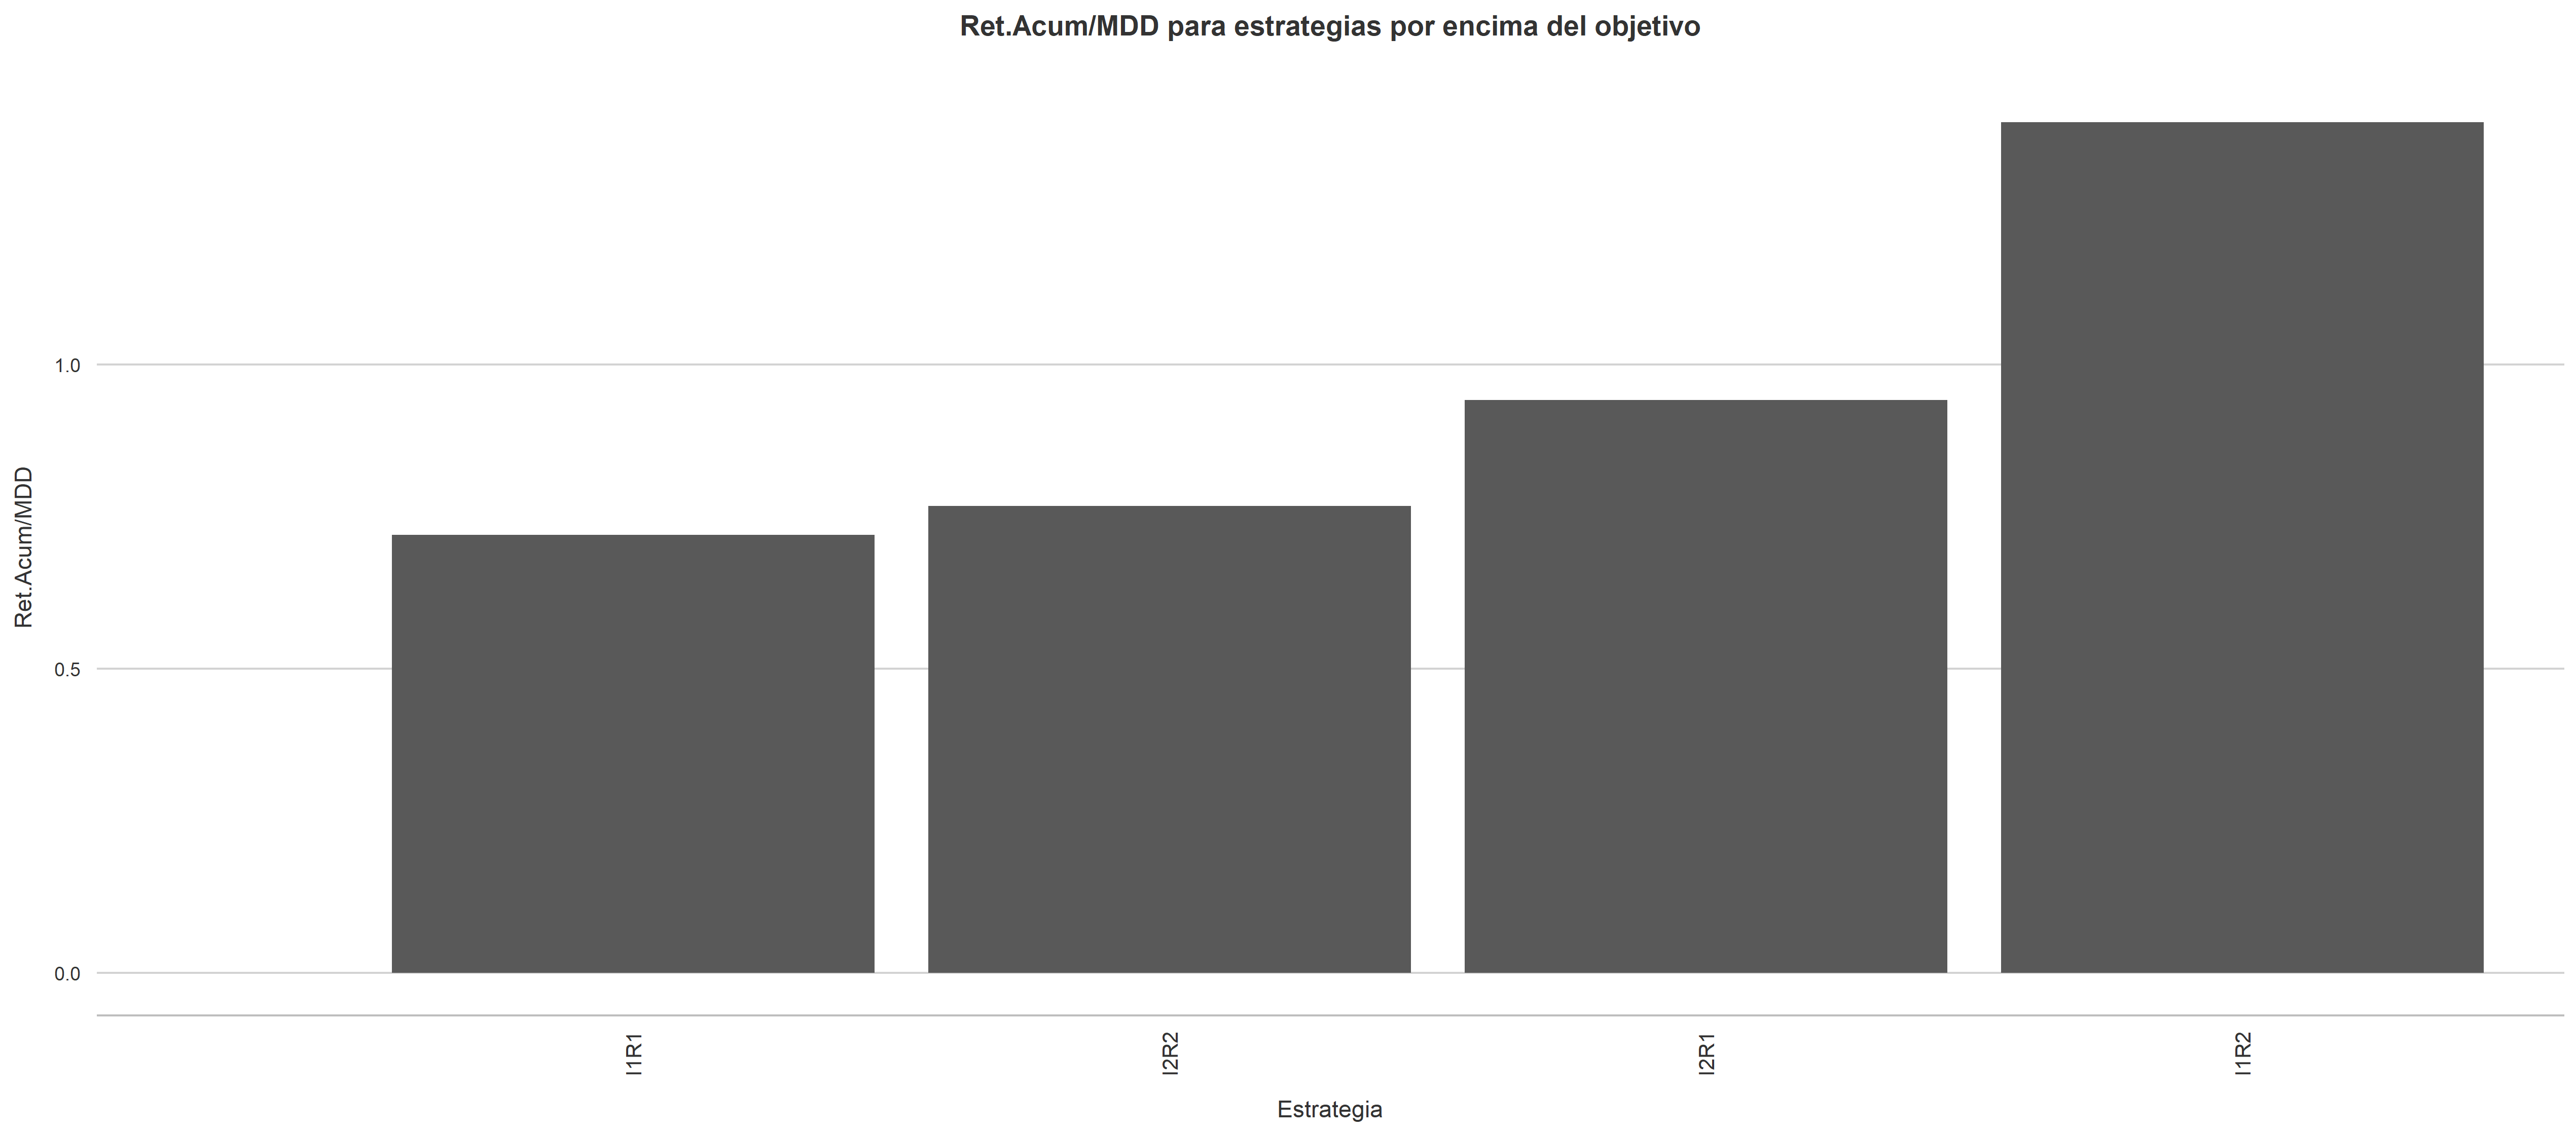 Ret.Acum/MDD para estrategias por encima del objetivo
Ret.Acum/MDD
1.0
0.5
0.0
I1R1
I2R2
I2R1
I1R2
Estrategia